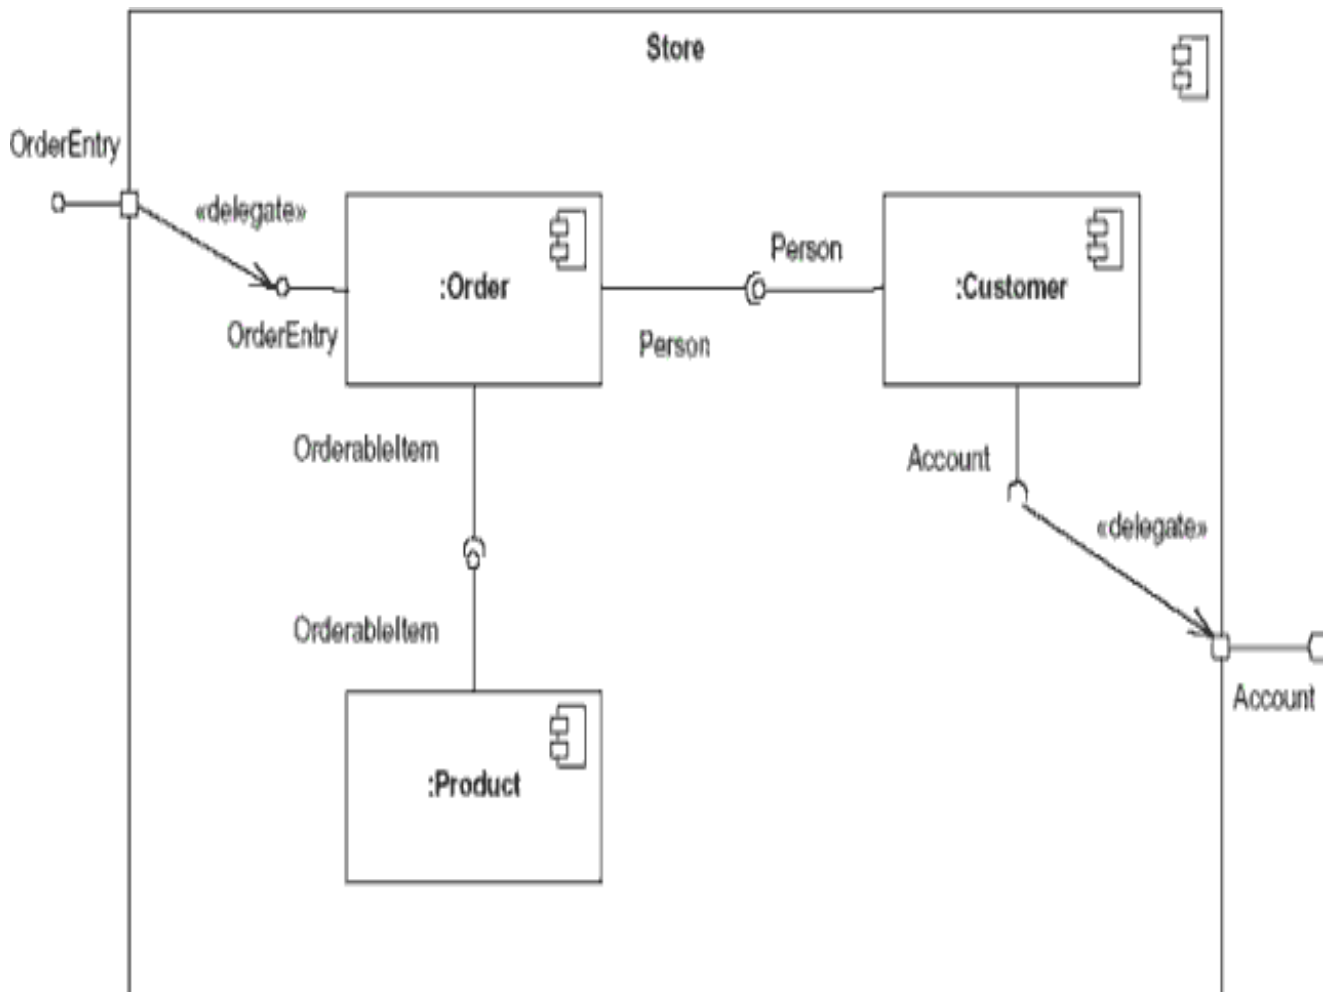 Store
OrderEntry
«delegate»
Person
:Order
:Customer
OrderEntry
Person
OrderableItem
Account
«delegate»
OrderableItem
Account
:Product